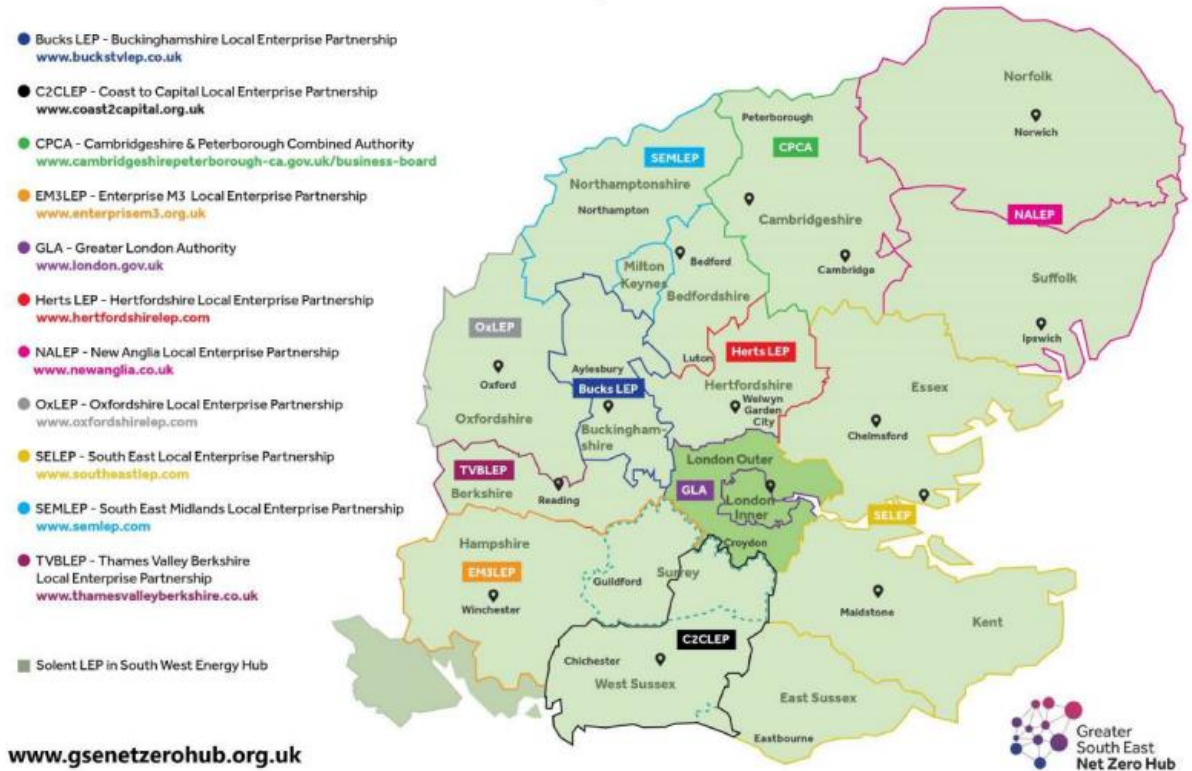 Bucks LEP - Buckinghamshire Local Enterprise Partnership
www.buckstvlep.co.uk
C2CLEP - Coast to Capital Local Enterprise Partnership
www.coast2capital.org.uk
CPCA - Cambridgeshire & Peterborough Combined Authority
www.cambridgeshirepeterborough-ca.gov.uk/business-board
EM3LEP - Enterprise M3 Local Enterprise Partnership
www.enterprisem3.org.uk
GLA - Greater London Authority
www.london.gov.uk
Herts LEP - Hertfordshire Local Enterprise Partnership
www.hertfordshirelep.com
NALEP - New Anglia Local Enterprise Partnership
www.newanglia.co.uk
OxLEP - Oxfordshire Local Enterprise Partnership
www.oxfordshirelep.com
SELEP - South East Local Enterprise Partnership
www.southeastlep.com
SEMLEP - South East Midlands Local Enterprise Partnership
www.semlep.com
TVBLEP - Thames Valley Berkshire
Local Enterprise Partnership
www.thamesvalleyberkshire.co.uk
Solent LEP in South West Energy Hub
www.gsenetzerohub.org.uk
Norfolk
Norwich
Peterborough
CPCA
SEMLEP
Northamptonshire
Northampton
Cambridgeshire
NALEP
Milton
Keynes
Bedford
Cambridge
Bedfordshire
Suffolk
OxLEP
Ipswich
Luton
Herts LEP
Oxford
Aylesbury
Bucks LEP
Hertfordshire
Essex
Welwyn
Garden
City
Oxfordshire
Buckingham-
shire
Chelmsford
London Outer
TVBLEP
Berkshire
Reading
GLA
London
Inner
SELEP
Hampshire
Croydon
EM3LEP
Guildford
Surrey
Winchester
Maidstone
Kent
C2CLEP
Chichester
West Sussex
East Sussex
Eastbourne
Greater
South East
Net Zero Hub